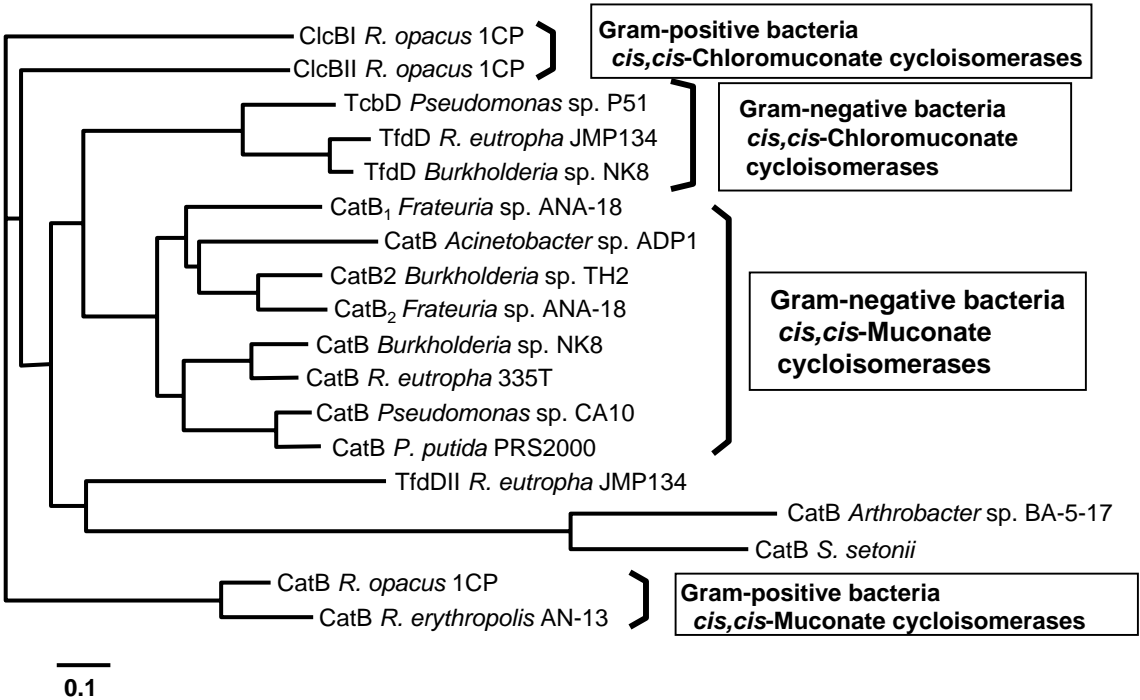 ClcBI R. opacus 1CP
ClcBII R. opacus 1CP
Gram-positive bacteria
cis,cis-Chloromuconate cycloisomerases
TcbD Pseudomonas sp. P51
TfdD R. eutropha JMP134
TfdD Burkholderia sp. NK8
Gram-negative bacteria
cis,cis-Chloromuconate
cycloisomerases
CatB₁ Frateuria sp. ANA-18
CatB Acinetobacter sp. ADP1
CatB2 Burkholderia sp. TH2
CatB₂ Frateuria sp. ANA-18
CatB Burkholderia sp. NK8
CatB R. eutropha 335T
CatB Pseudomonas sp. CA10
CatB P. putida PRS2000
Gram-negative bacteria
cis,cis-Muconate
cycloisomerases
TfdDII R. eutropha JMP134
CatB Arthrobacter sp. BA-5-17
CatB S. setonii
CatB R. opacus 1CP
CatB R. erythropolis AN-13
Gram-positive bacteria
cis,cis-Muconate cycloisomerases
0.1